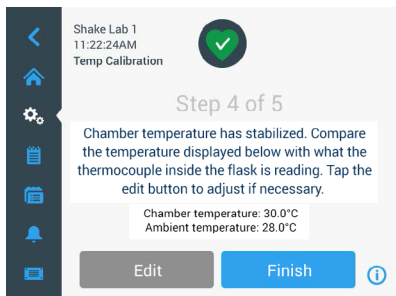 Shake Lab 1
11:22:24AM
Temp Calibration
Step 4 of 5
Chamber temperature has stabilized. Compare
the temperature displayed below with what the
thermocouple inside the flask is reading. Tap the
edit button to adjust if necessary.
Chamber temperature: 30.0°C
Ambient temperature: 28.0°C
Edit
Finish